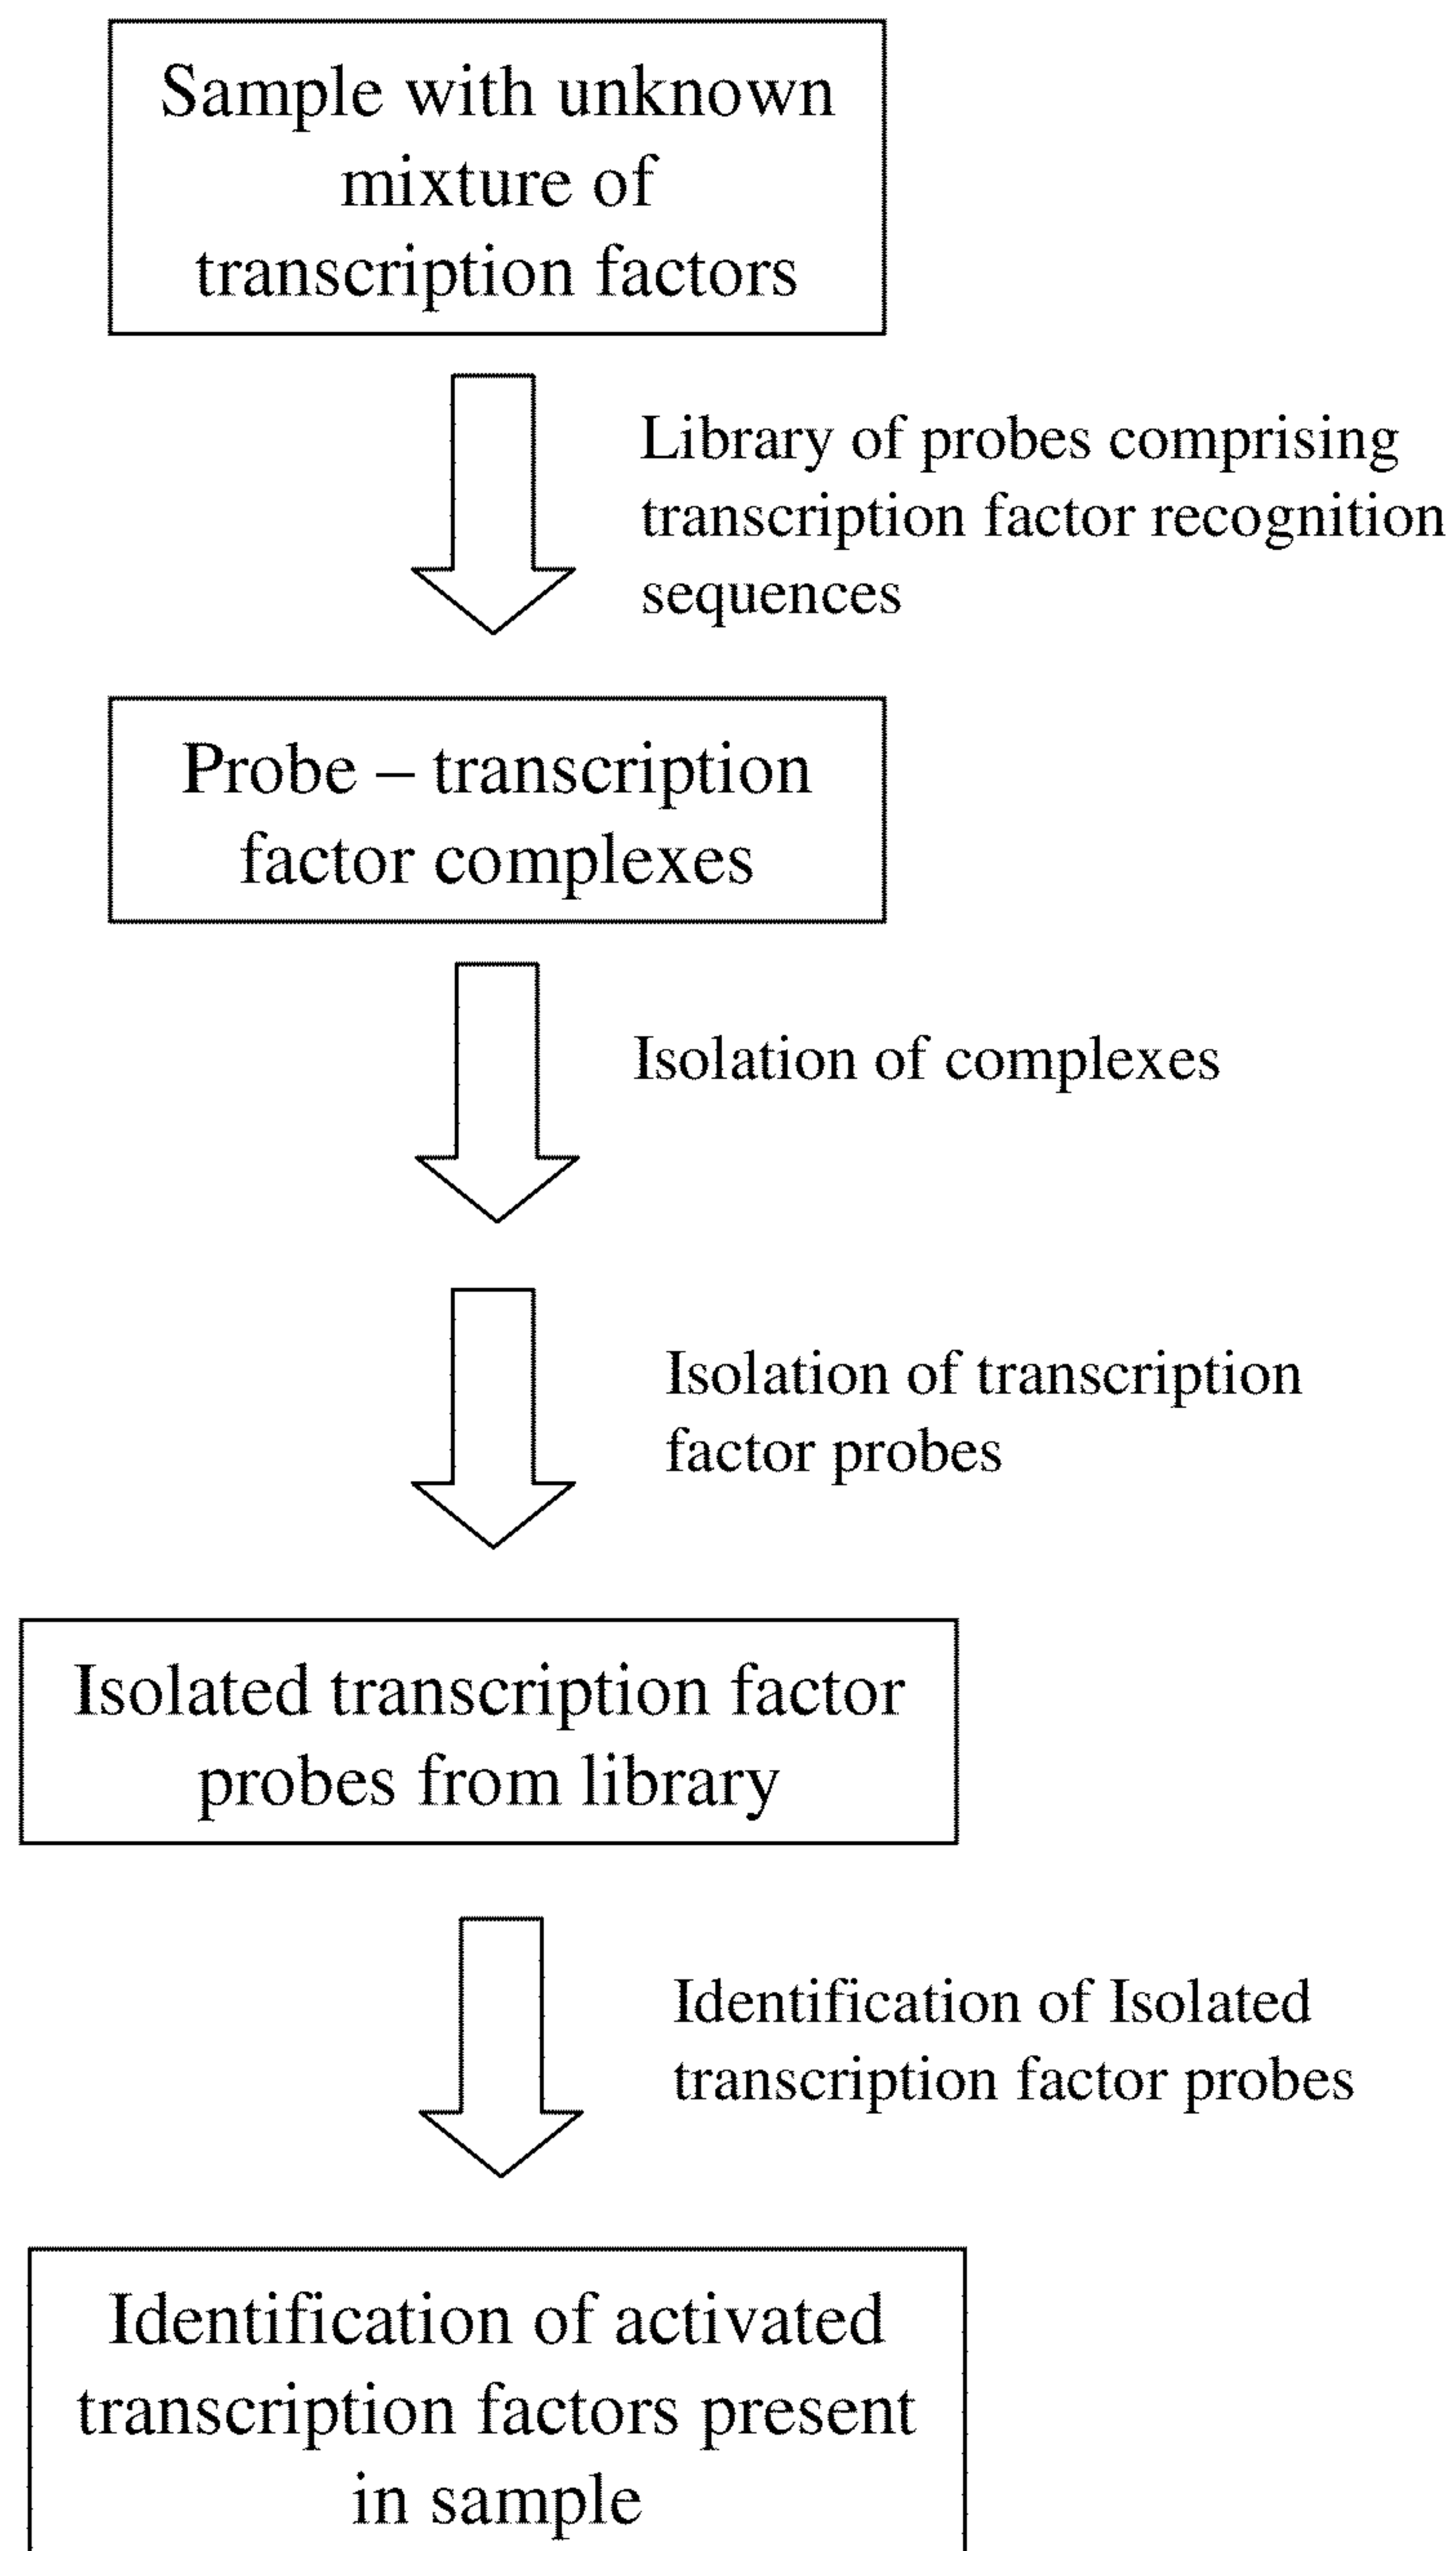 Sample with unknown
mixture of
transcription factors
Library of probes comprising
transcription factor recognition
sequences
Probe – transcription
factor complexes
Isolation of complexes
Isolation of transcription
factor probes
Isolated transcription factor
probes from library
Identification of Isolated
transcription factor probes
Identification of activated
transcription factors present
in sample